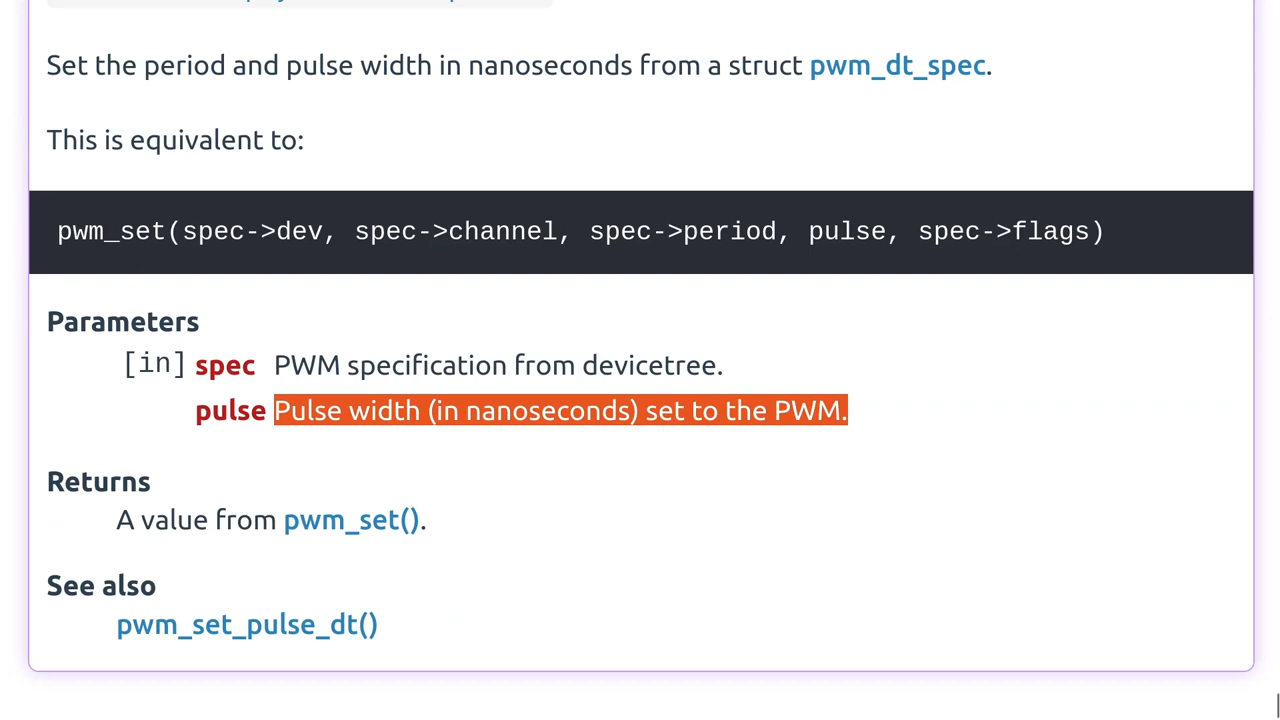 Set the period and pulse width in nanoseconds from a struct pwm_dt_spec.
This is equivalent to:
pwm_set(spec->dev, spec->channel, spec->period, pulse, spec->flags)
Parameters
[in] spec PWM specification from devicetree.
pulse Pulse width (in nanoseconds) set to the PWM.
Returns
A value from pwm_set().
See also
pwm_set_pulse_dt()